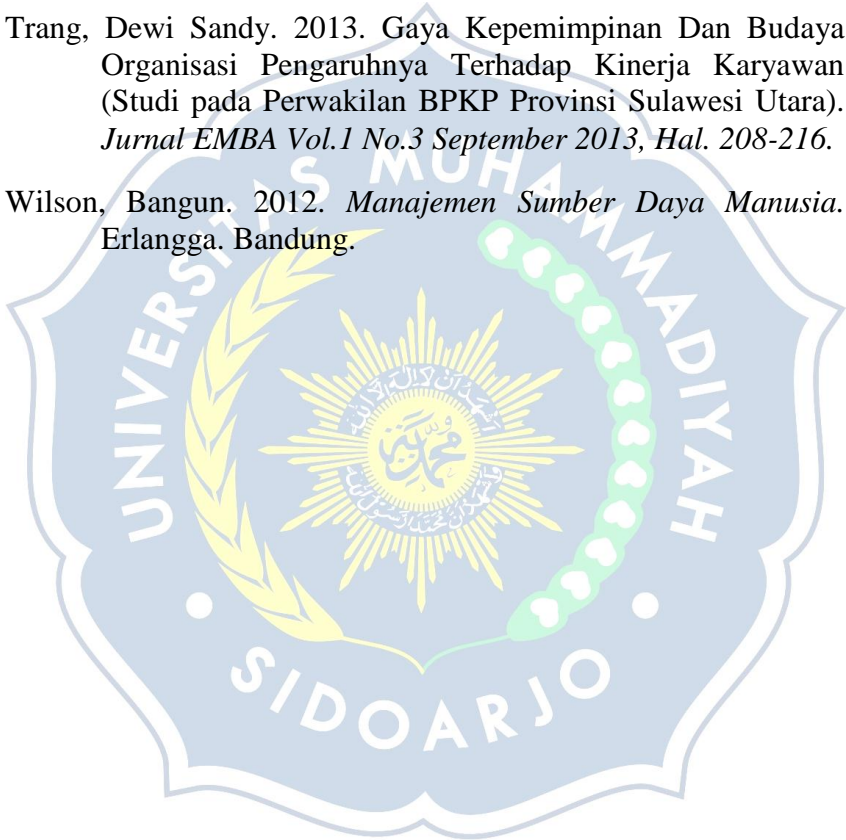 Trang, Dewi Sandy. 2013. Gaya Kepemimpinan Dan Budaya
Organisasi Pengaruhnya Terhadap Kinerja Karyawan
(Studi pada Perwakilan BPKP Provinsi Sulawesi Utara).
Jurnal EMBA Vol.1 No.3 September 2013, Hal. 208-216.
Wilson, Bangun. 2012. Manajemen Sumber Daya Manusia.
Erlangga. Bandung.
UNIVERSITAS MUHAMMADIYAH
محمدية
SIDOARJO